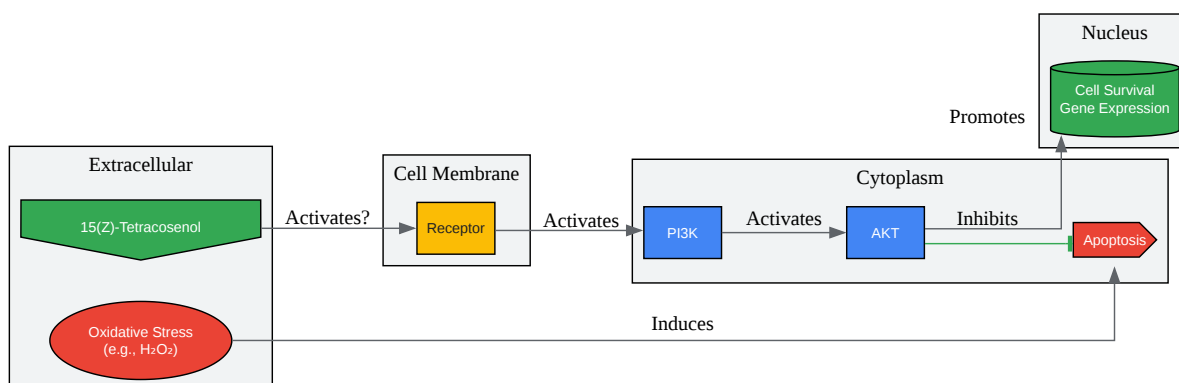 Nucleus
Cell Survival
Gene Expression
Promotes
Extracellular
Cell Membrane
Cytoplasm
15(Z)-Tetracosenol
Activates?
Receptor
Activates
PI3K
Activates
AKT
Inhibits
Apoptosis
Oxidative Stress
(e.g., H₂O₂)
Induces